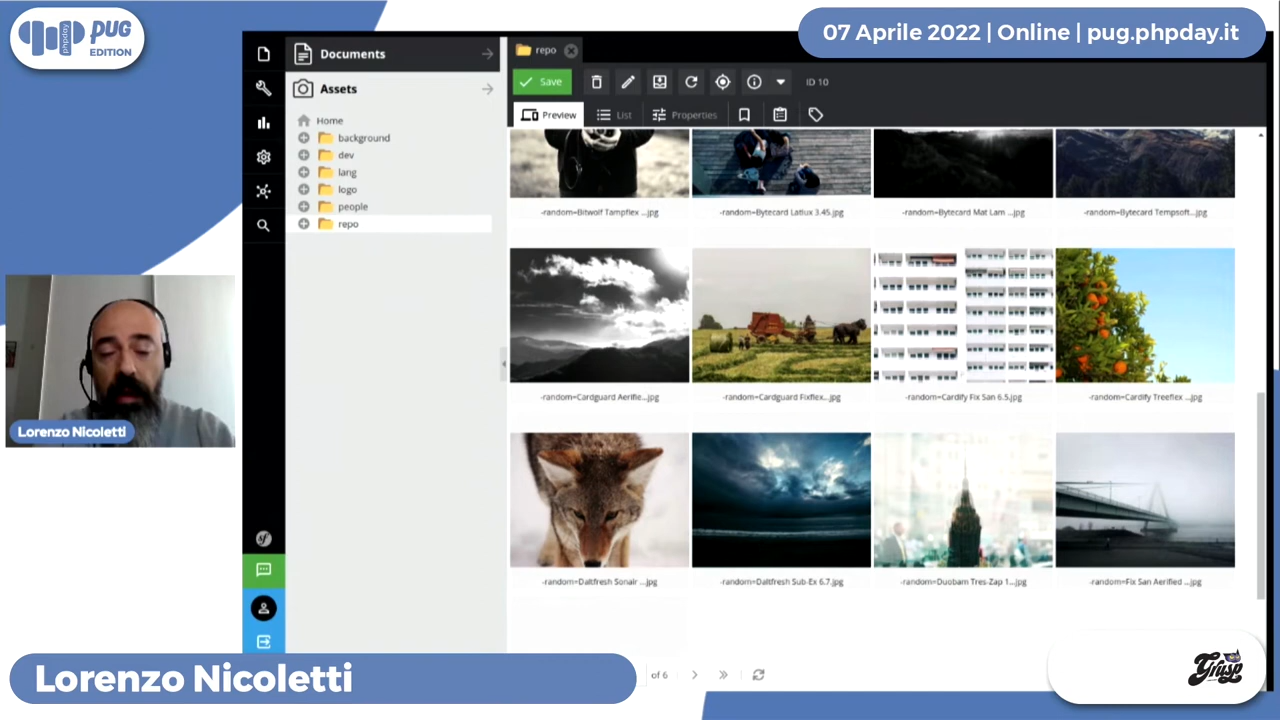 phpday PUG
EDITION
07 Aprile 2022 | Online | pug.phpday.it
Documents
Assets
Home
background
dev
lang
logo
people
repo
repo
Save
ID 10
Preview
List
Properties
-random=Bitwolf Tampflex ...jpg
-random=Bytecard Latlux 3.45.jpg
-random=Bytecard Mat Lam ...jpg
-random=Bytecard Tempsoft...jpg
-random=Cardguard Aerifie...jpg
-random=Cardguard Fixflex...jpg
-random=Cardify Fix San 6.5.jpg
-random=Cardify Treeflex ...jpg
-random=Daltfresh Sonair ...jpg
-random=Daltfresh Sub-Ex 6.7.jpg
-random=Duobam Tres-Zap 1...jpg
-random=Fix San Aerified ...jpg
of 6
Lorenzo Nicoletti
Lorenzo Nicoletti
Grusp